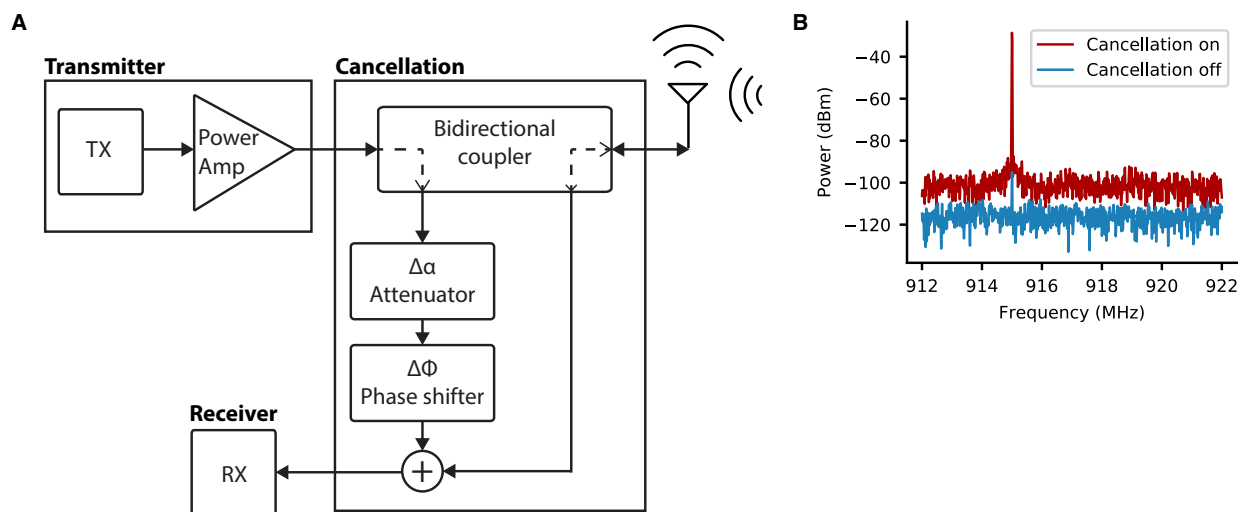 A
Transmitter
TX
Power
Amp
Cancellation
Bidirectional
coupler
Δα
Attenuator
ΔΦ
Phase shifter
+
Receiver
RX
B
Cancellation on
Cancellation off
Power (dBm)
−40
−60
−80
−100
−120
912 914 916 918 920 922
Frequency (MHz)